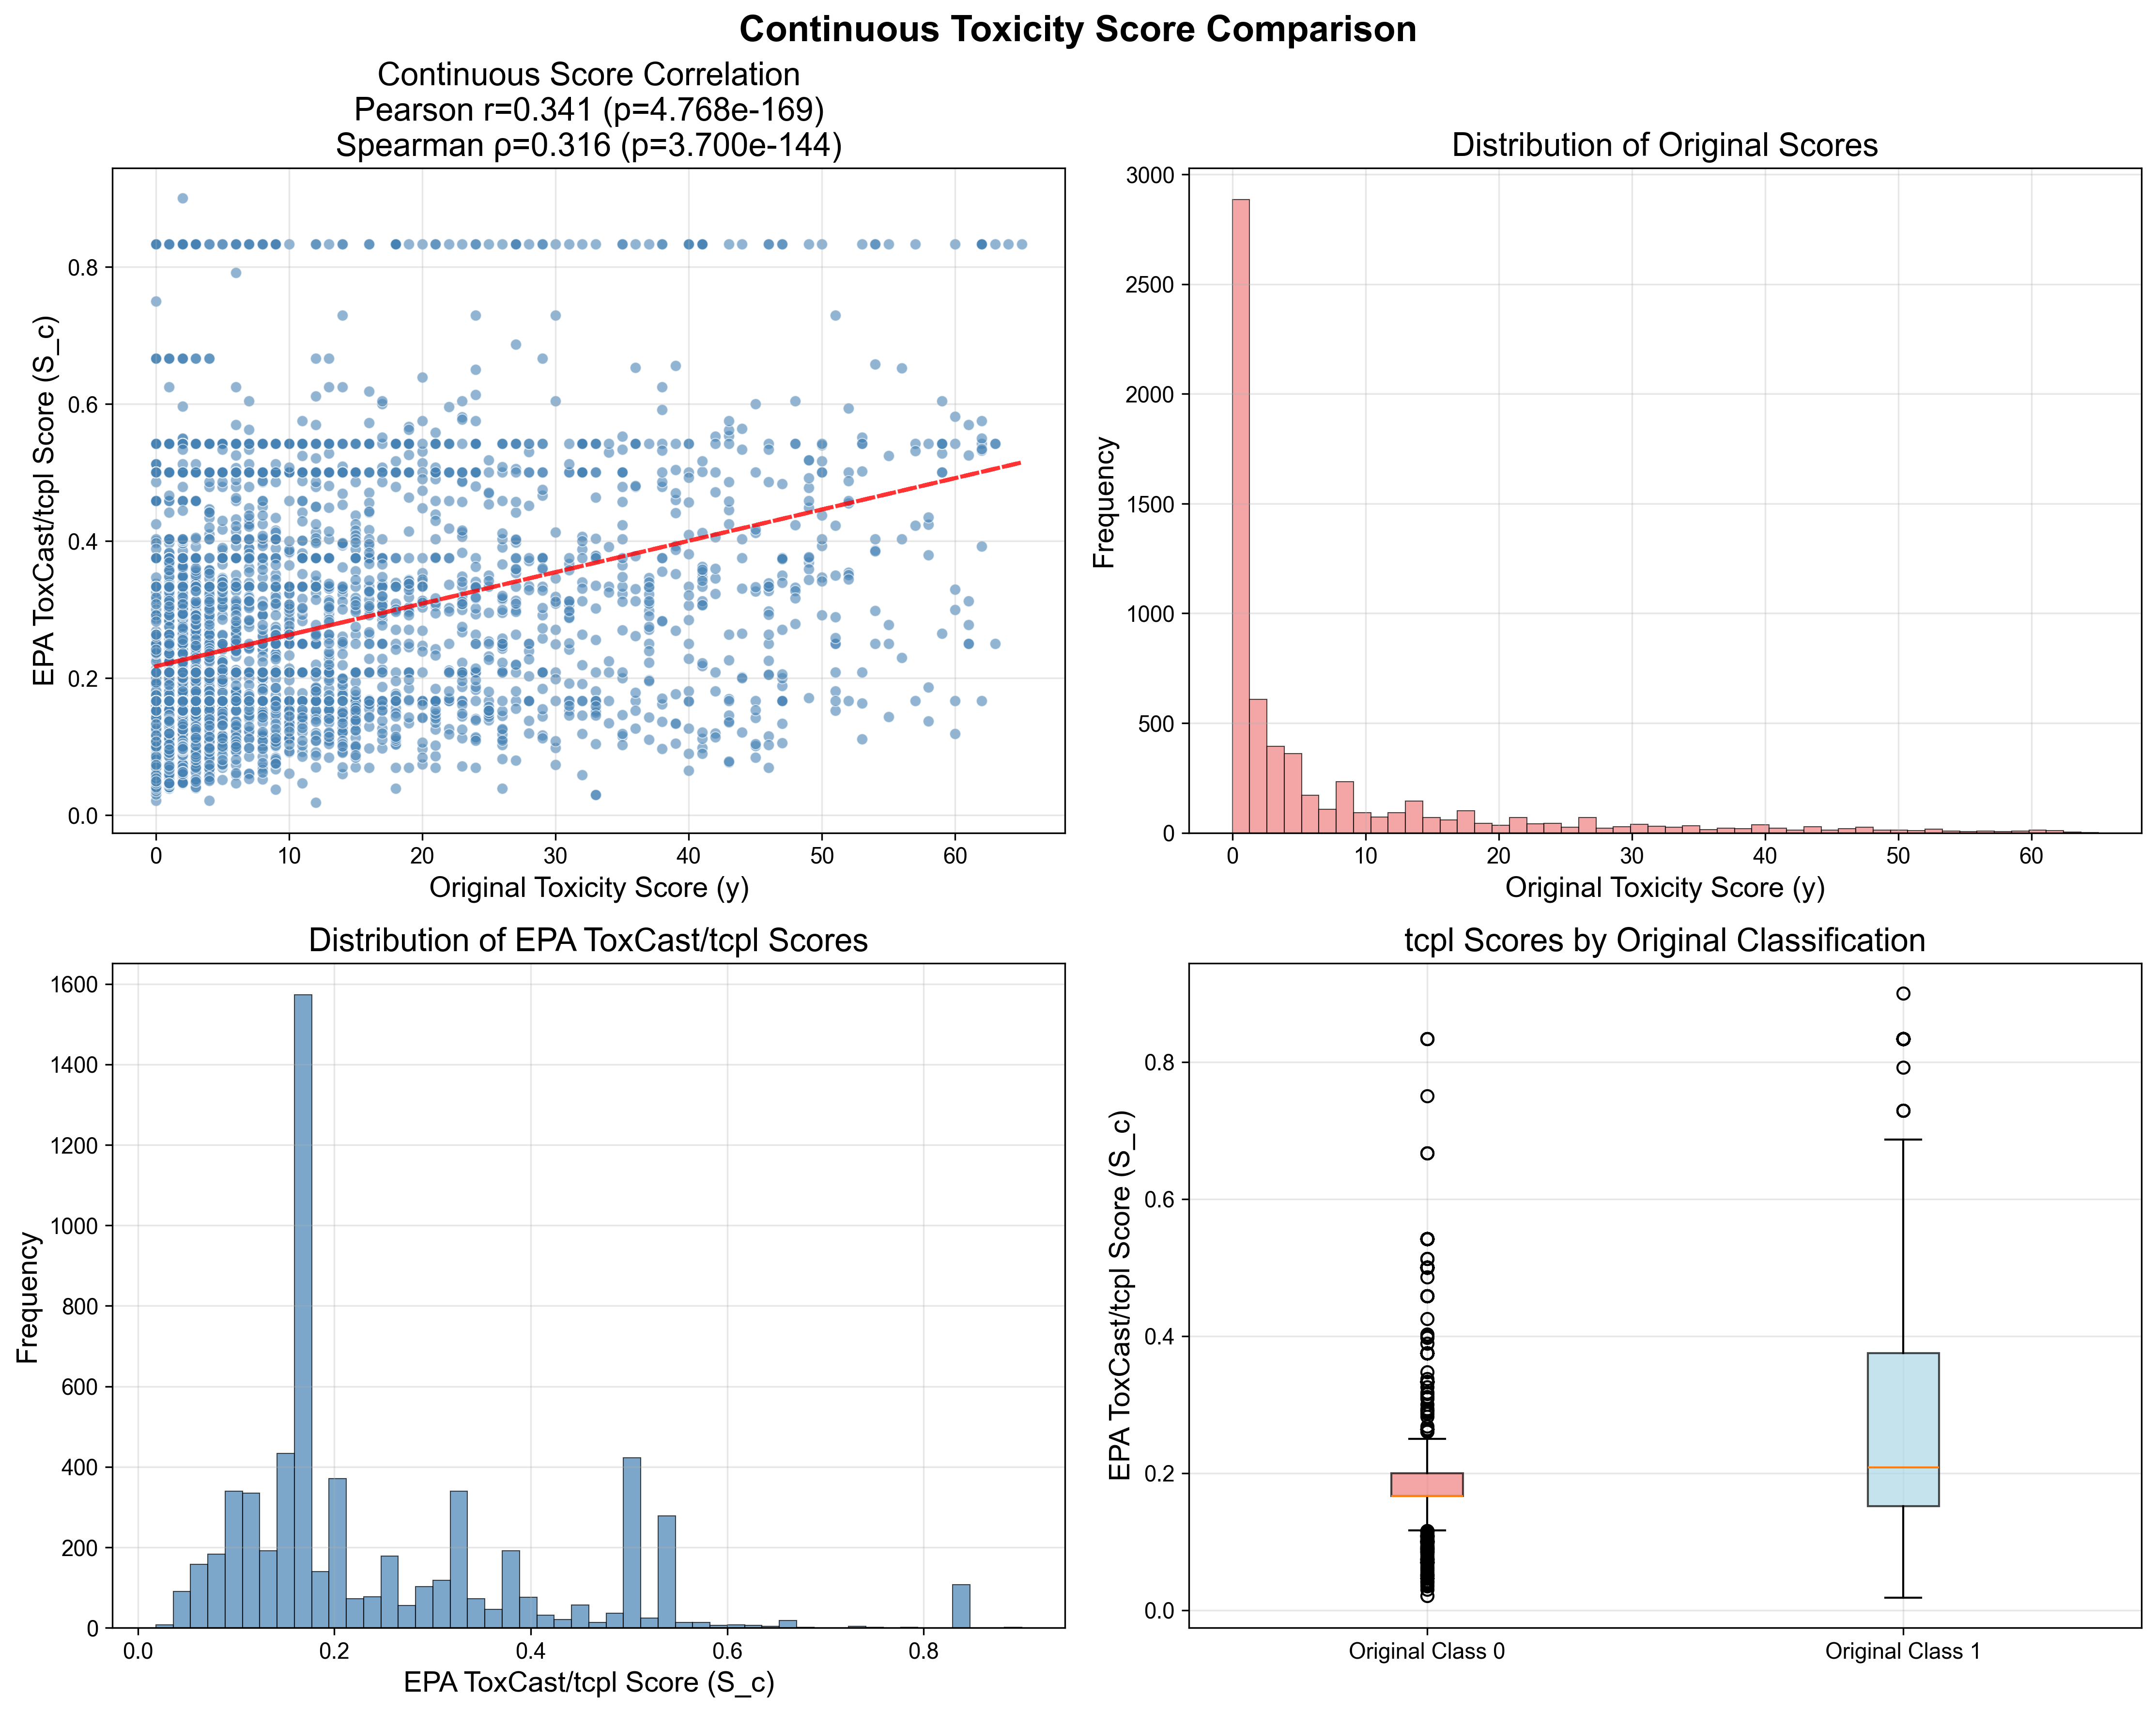 Continuous Toxicity Score Comparison
Continuous Score Correlation
Pearson r=0.341 (p=4.768e-169)
Spearman ρ=0.316 (p=3.700e-144)
EPA ToxCast/tcpl Score (S_c)
0.8
0.6
0.4
0.2
0.0
0 10 20 30 40 50 60
Original Toxicity Score (y)
Distribution of Original Scores
Frequency
3000
2500
2000
1500
1000
500
0
0 10 20 30 40 50 60
Original Toxicity Score (y)
Distribution of EPA ToxCast/tcpl Scores
Frequency
1600
1400
1200
1000
800
600
400
200
0
0.0 0.2 0.4 0.6 0.8
EPA ToxCast/tcpl Score (S_c)
tcpl Scores by Original Classification
EPA ToxCast/tcpl Score (S_c)
0.8
0.6
0.4
0.2
0.0
Original Class 0 Original Class 1